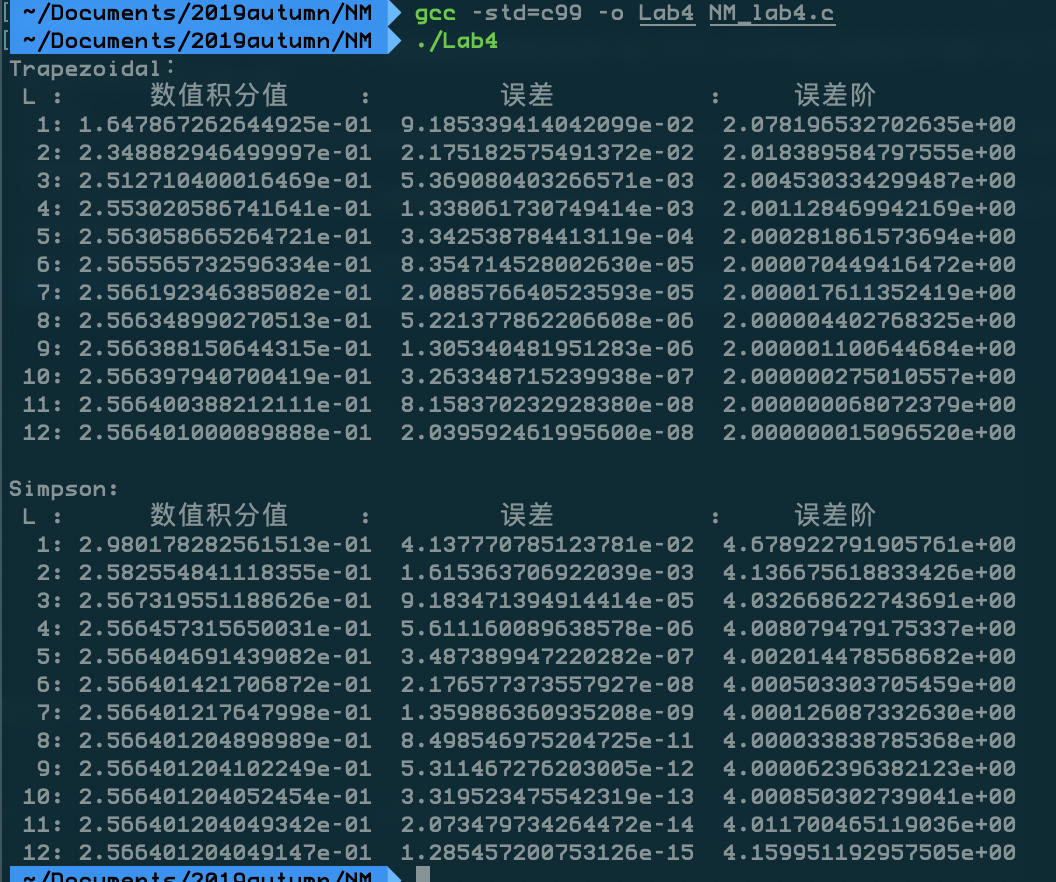 ~/Documents/2019autumn/NM gcc -std=c99 -o Lab4 NM_lab4.c
~/Documents/2019autumn/NM ./Lab4
Trapezoidal:
L : 数值积分值 : 误差 : 误差阶
1: 1.647867262644925e-01 9.185339414042099e-02 2.078196532702635e+00
2: 2.348882946499997e-01 2.175182575491372e-02 2.018389584797555e+00
3: 2.512710400016469e-01 5.369080403266571e-03 2.004530334299487e+00
4: 2.553020586741641e-01 1.338061730749414e-03 2.001128469942169e+00
5: 2.563058665264721e-01 3.342538784413119e-04 2.000281861573694e+00
6: 2.565565732596334e-01 8.354714528002630e-05 2.000070449416472e+00
7: 2.566192346385082e-01 2.088576640523593e-05 2.000017611352419e+00
8: 2.566348990270513e-01 5.221377862206608e-06 2.000004402768325e+00
9: 2.566388150644315e-01 1.305340481951283e-06 2.000001100644684e+00
10: 2.566397940700419e-01 3.263348715239938e-07 2.000000275010557e+00
11: 2.566400388212111e-01 8.158370232928380e-08 2.000000068072379e+00
12: 2.566401000089888e-01 2.039592461995600e-08 2.000000015096520e+00
Simpson:
L : 数值积分值 : 误差 : 误差阶
1: 2.980178282561513e-01 4.137770785123781e-02 4.678922791905761e+00
2: 2.582554841118355e-01 1.615363706922039e-03 4.136675618833426e+00
3: 2.567319551188626e-01 9.183471394914414e-05 4.032668622743691e+00
4: 2.566457315650031e-01 5.611160089638578e-06 4.008079479175337e+00
5: 2.566404691439082e-01 3.487389947220282e-07 4.002014478568682e+00
6: 2.566401421706872e-01 2.176577373557927e-08 4.000503303705459e+00
7: 2.566401217647998e-01 1.359886360935208e-09 4.000126087332630e+00
8: 2.566401204898989e-01 8.498546975204725e-11 4.000033838785368e+00
9: 2.566401204102249e-01 5.311467276203005e-12 4.000062396382123e+00
10: 2.566401204052454e-01 3.319523475542319e-13 4.000850302739041e+00
11: 2.566401204049342e-01 2.073479734264472e-14 4.011700465119036e+00
12: 2.566401204049147e-01 1.285457200753126e-15 4.159951192957505e+00
~/Documents/2019autumn/NM